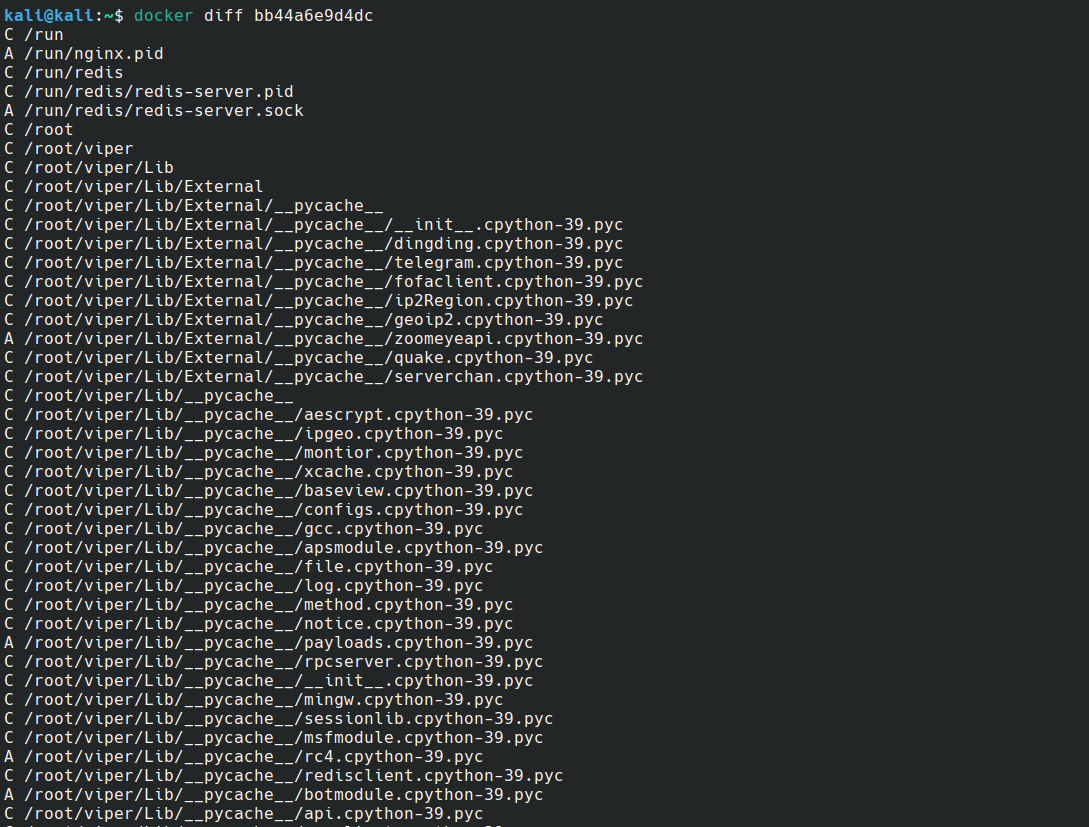 kali@kali:~$ docker diff bb44a6e9d4dc
C /run
A /run/nginx.pid
C /run/redis
C /run/redis/redis-server.pid
A /run/redis/redis-server.sock
C /root
C /root/viper
C /root/viper/Lib
C /root/viper/Lib/External
C /root/viper/Lib/External/__pycache__
C /root/viper/Lib/External/__pycache__/__init__.cpython-39.pyc
C /root/viper/Lib/External/__pycache__/dingding.cpython-39.pyc
C /root/viper/Lib/External/__pycache__/telegram.cpython-39.pyc
C /root/viper/Lib/External/__pycache__/fofaclient.cpython-39.pyc
C /root/viper/Lib/External/__pycache__/ip2Region.cpython-39.pyc
C /root/viper/Lib/External/__pycache__/geoip2.cpython-39.pyc
A /root/viper/Lib/External/__pycache__/zoomeyeapi.cpython-39.pyc
C /root/viper/Lib/External/__pycache__/quake.cpython-39.pyc
C /root/viper/Lib/External/__pycache__/serverchan.cpython-39.pyc
C /root/viper/Lib/__pycache__
C /root/viper/Lib/__pycache__/aescrypt.cpython-39.pyc
C /root/viper/Lib/__pycache__/ipgeo.cpython-39.pyc
C /root/viper/Lib/__pycache__/montior.cpython-39.pyc
C /root/viper/Lib/__pycache__/xcache.cpython-39.pyc
C /root/viper/Lib/__pycache__/baseview.cpython-39.pyc
C /root/viper/Lib/__pycache__/configs.cpython-39.pyc
C /root/viper/Lib/__pycache__/gcc.cpython-39.pyc
C /root/viper/Lib/__pycache__/apsmodule.cpython-39.pyc
C /root/viper/Lib/__pycache__/file.cpython-39.pyc
C /root/viper/Lib/__pycache__/log.cpython-39.pyc
C /root/viper/Lib/__pycache__/method.cpython-39.pyc
C /root/viper/Lib/__pycache__/notice.cpython-39.pyc
A /root/viper/Lib/__pycache__/payloads.cpython-39.pyc
C /root/viper/Lib/__pycache__/rpcserver.cpython-39.pyc
C /root/viper/Lib/__pycache__/__init__.cpython-39.pyc
C /root/viper/Lib/__pycache__/mingw.cpython-39.pyc
C /root/viper/Lib/__pycache__/sessionlib.cpython-39.pyc
C /root/viper/Lib/__pycache__/msfmodule.cpython-39.pyc
A /root/viper/Lib/__pycache__/rc4.cpython-39.pyc
C /root/viper/Lib/__pycache__/redisclient.cpython-39.pyc
A /root/viper/Lib/__pycache__/botmodule.cpython-39.pyc
C /root/viper/Lib/__pycache__/api.cpython-39.pyc